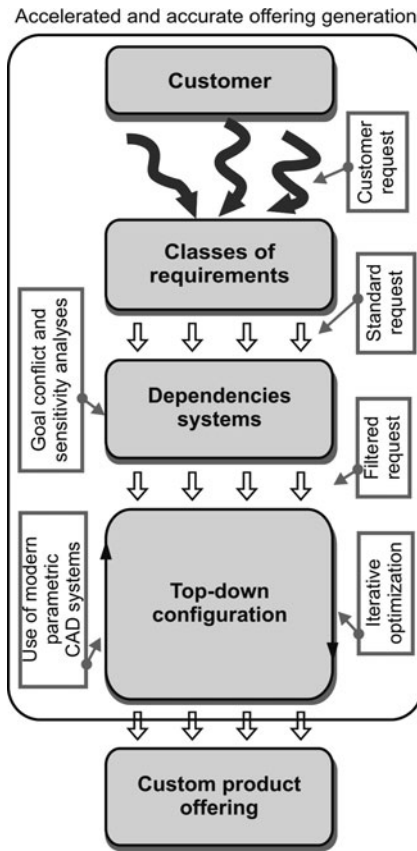 Accelerated and accurate offering generation
Customer
Customer
request
Classes of
requirements
Standard
request
Goal conflict and
sensitivity analyses
Dependencies
systems
Filtered
request
Use of modern
parametric
CAD systems
Top-down
configuration
Iterative
optimization
Custom product
offering